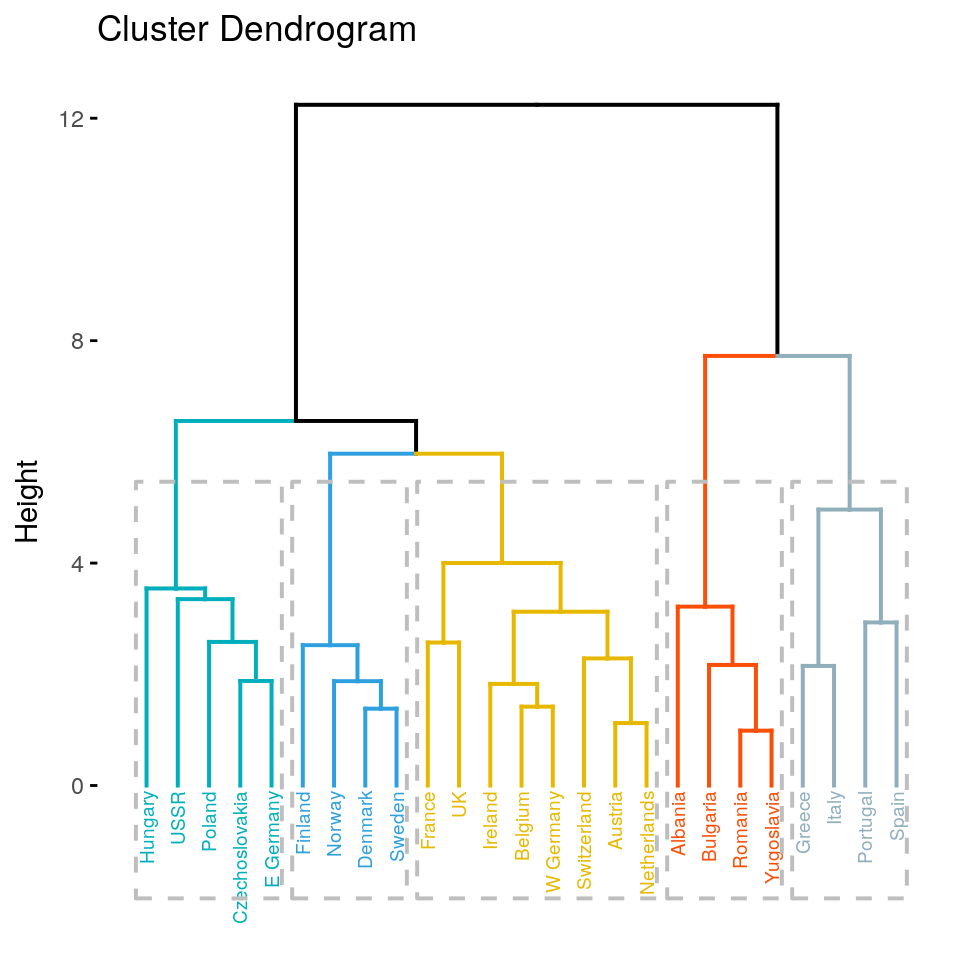 Cluster Dendrogram
12
8
4
0
Height
Hungary
USSR
Poland
Czechoslovakia
E Germany
Finland
Norway
Denmark
Sweden
France
UK
Ireland
Belgium
W Germany
Switzerland
Austria
Netherlands
Albania
Bulgaria
Romania
Yugoslavia
Greece
Italy
Portugal
Spain